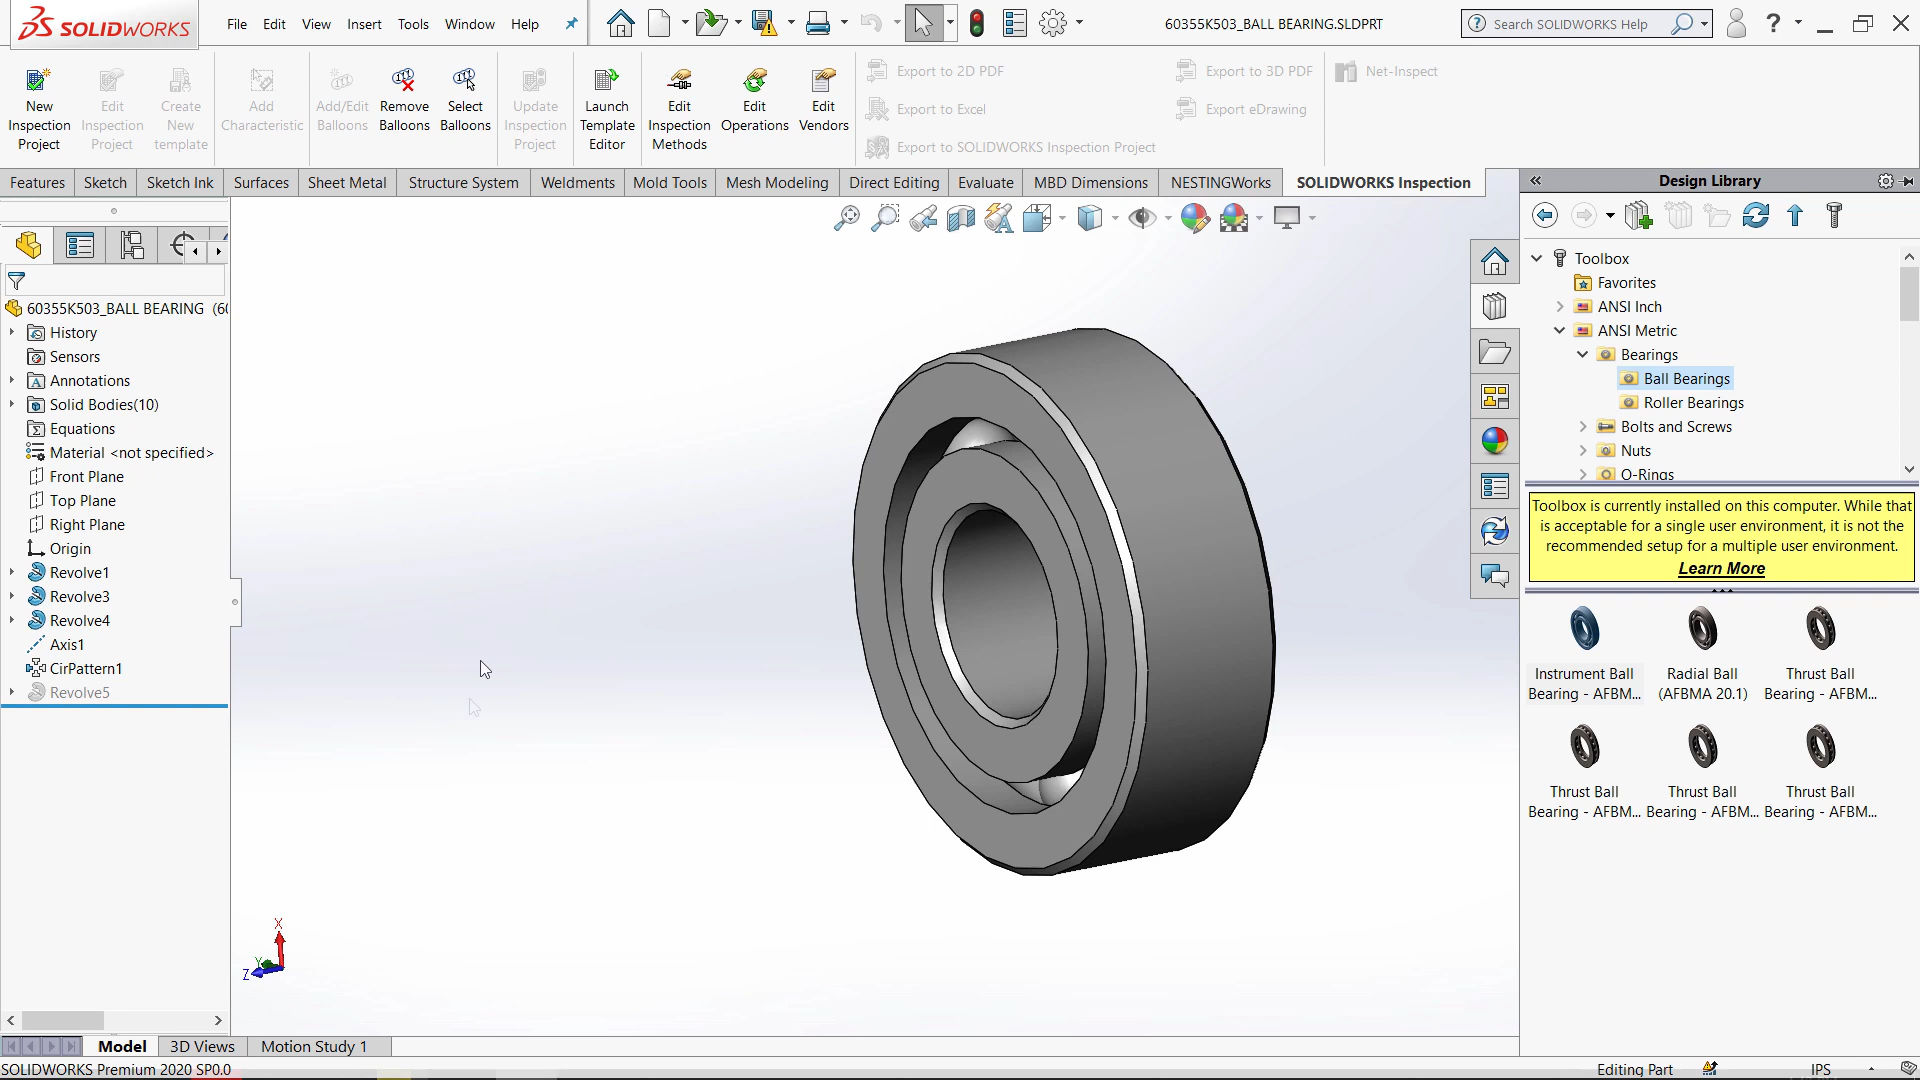 SOLIDWORKS
File Edit View Insert Tools Window Help
60355K503_BALL BEARING.SLDPRT
Search SOLIDWORKS Help
?
New Inspection Project
Edit Inspection Project
Create New template
Add Characteristic
Add/Edit Balloons
Remove Balloons
Select Balloons
Update Inspection Project
Launch Template Editor
Edit Inspection Methods
Edit Operations
Edit Vendors
Export to 2D PDF
Export to Excel
Export to SOLIDWORKS Inspection Project
Export to 3D PDF
Export eDrawing
Net-Inspect
Features Sketch Sketch Ink Surfaces Sheet Metal Structure System Weldments Mold Tools Mesh Modeling Direct Editing Evaluate MBD Dimensions NESTINGWorks SOLIDWORKS Inspection
60355K503_BALL BEARING (60
History
Sensors
Annotations
Solid Bodies(10)
Equations
Material <not specified>
Front Plane
Top Plane
Right Plane
Origin
Revolve1
Revolve3
Revolve4
Axis1
CirPattern1
Revolve5
X
Y
Z
Design Library
Toolbox
Favorites
ANSI Inch
ANSI Metric
Bearings
Ball Bearings
Roller Bearings
Bolts and Screws
Nuts
O-Rings
Toolbox is currently installed on this computer. While that
is acceptable for a single user environment, it is not the
recommended setup for a multiple user environment.
Learn More
Instrument Ball
Bearing - AFBM...
Radial Ball
(AFBMA 20.1)
Thrust Ball
Bearing - AFBM...
Thrust Ball
Bearing - AFBM...
Thrust Ball
Bearing - AFBM...
Thrust Ball
Bearing - AFBM...
Model 3D Views Motion Study 1
SOLIDWORKS Premium 2020 SP0.0
Editing Part
IPS